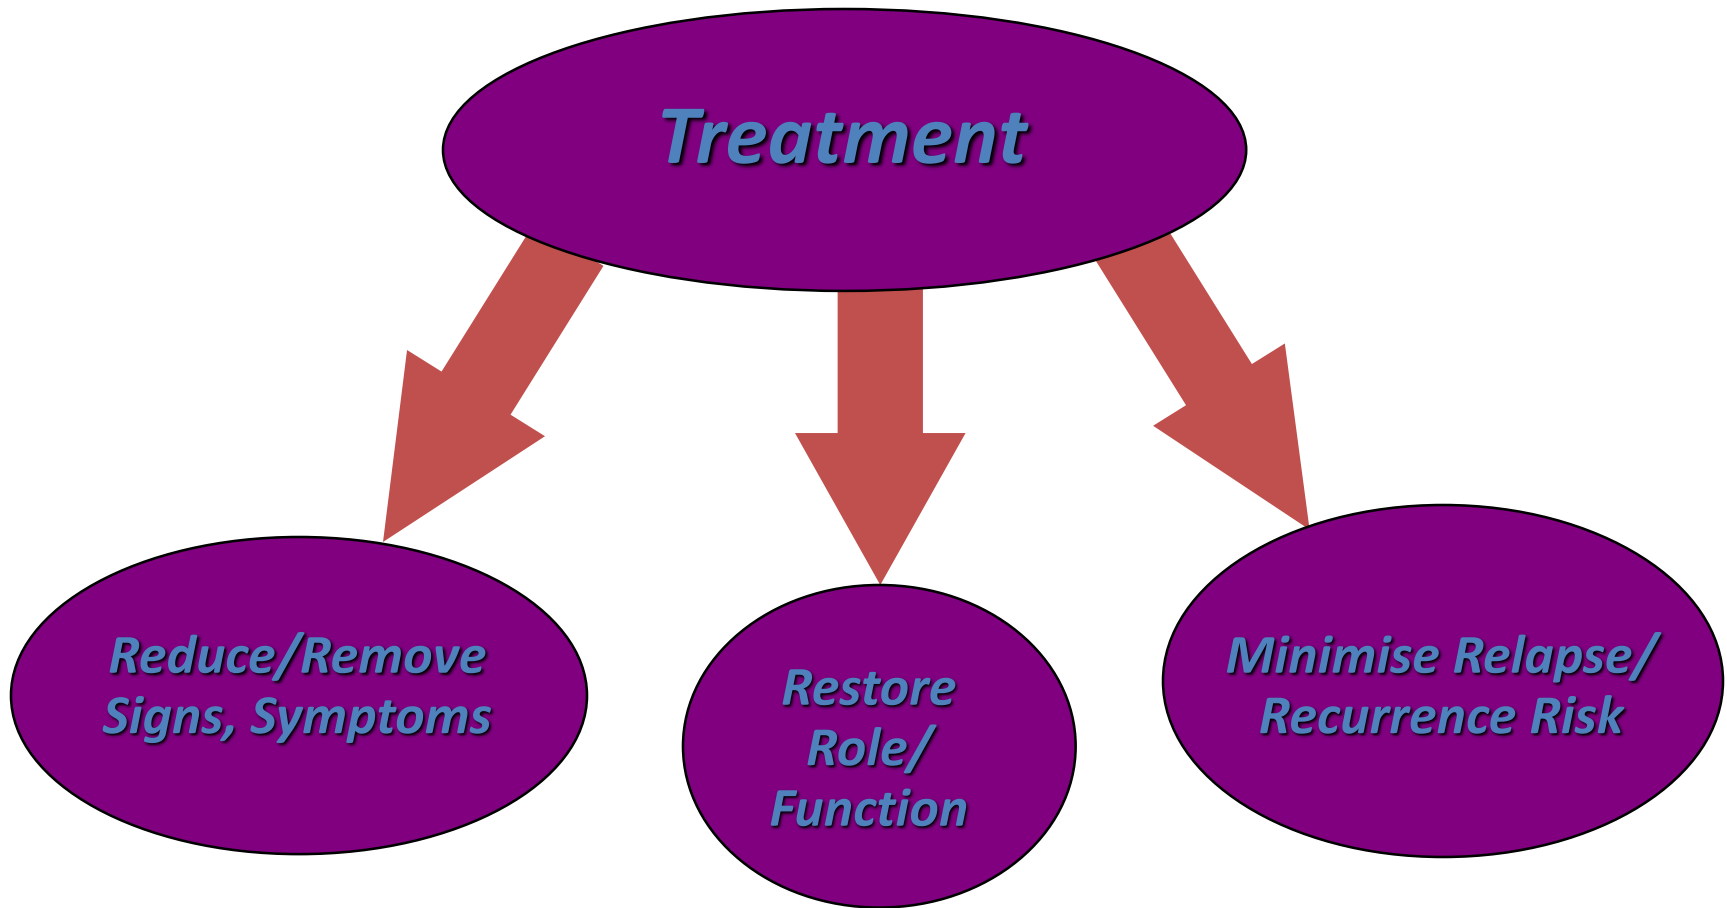 Treatment
Reduce/Remove
Signs, Symptoms
Restore
Role/
Function
Minimise Relapse/
Recurrence Risk